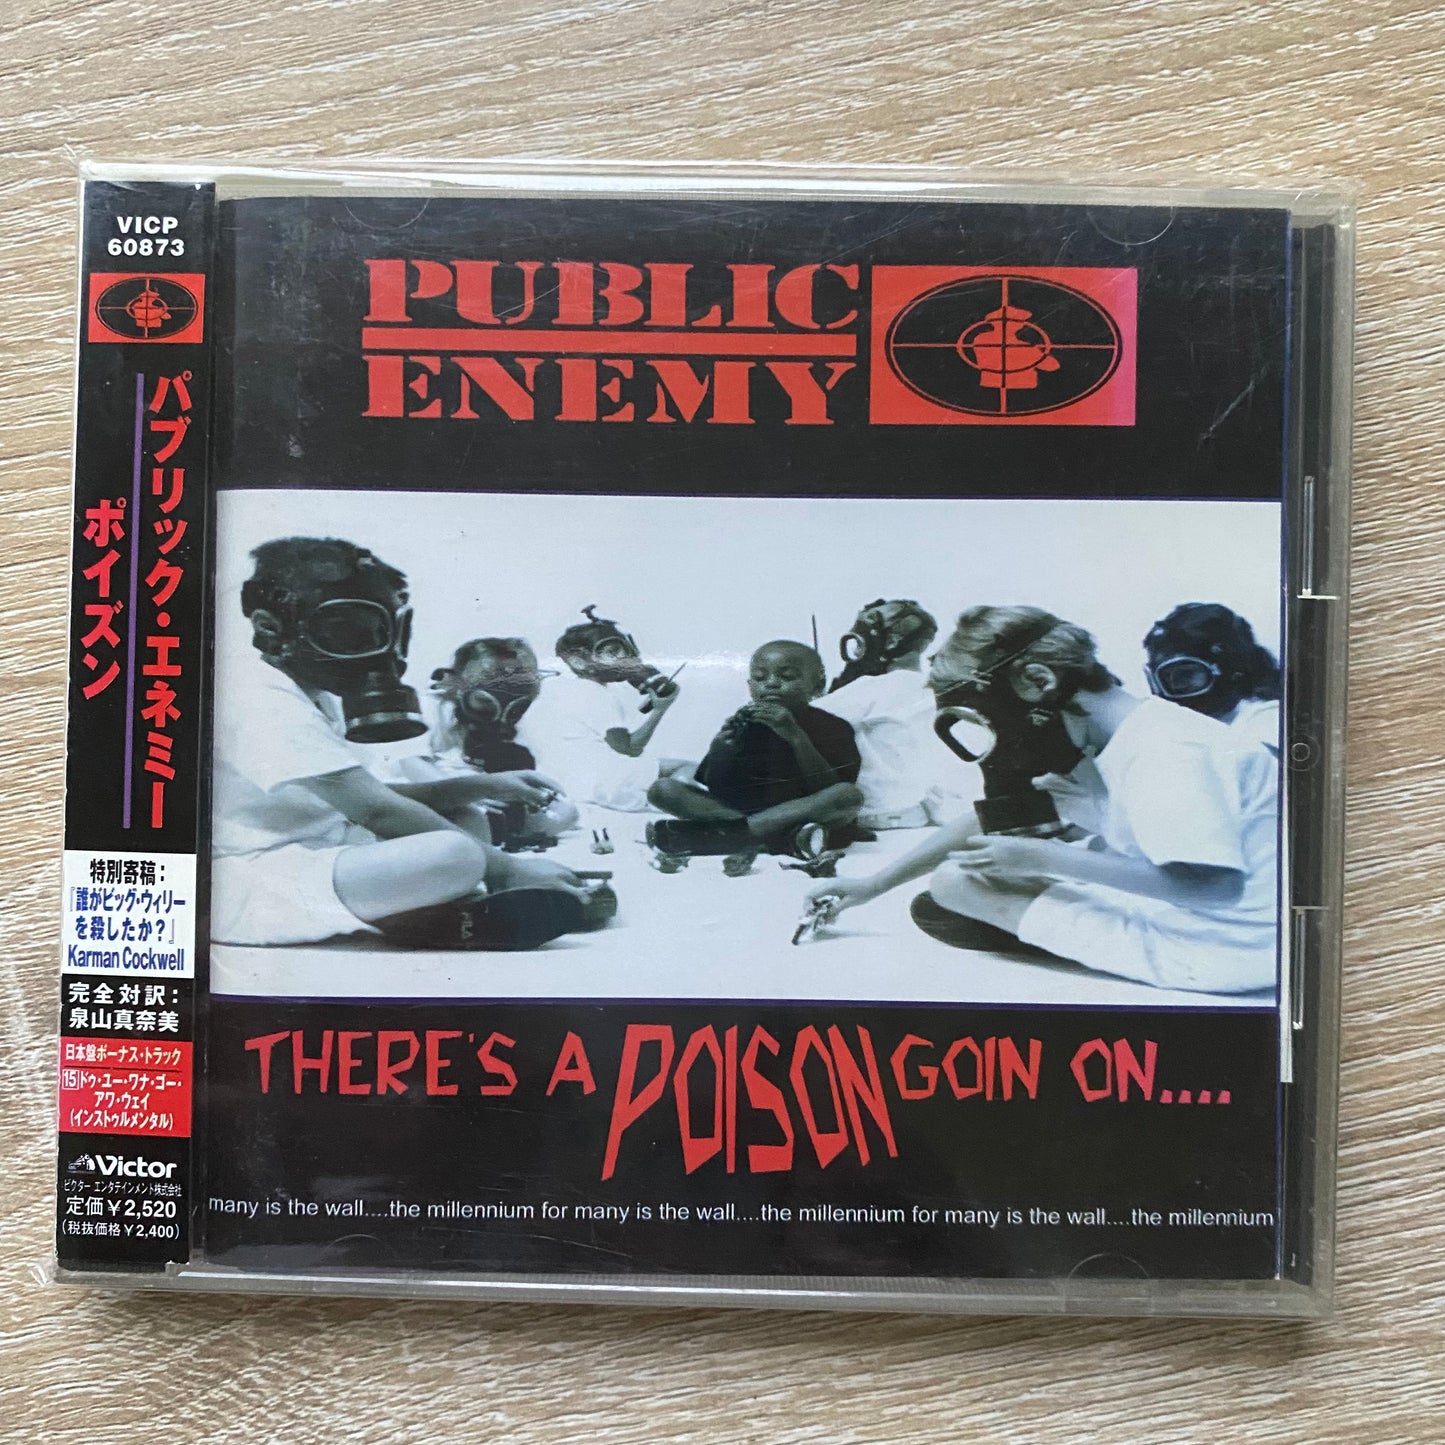 VICP
60873
パブリック・エネミー
ポイズン
特別寄稿：
『誰がビッグ・ウィリー
を殺したか？』
Karman Cockwell
完全対訳：
泉山真奈美
日本盤ボーナス・トラック
15 ドゥ・ユー・ワナ・ゴー・
アワ・ウェイ
(インストゥルメンタル)
Victor
ビクター エンタテインメント株式会社
定価￥2,520
(税抜価格￥2,400)
PUBLIC
ENEMY
FILA
THERE'S A POISON GOIN ON....
many is the wall....the millennium for many is the wall....the millennium for many is the wall....the millennium